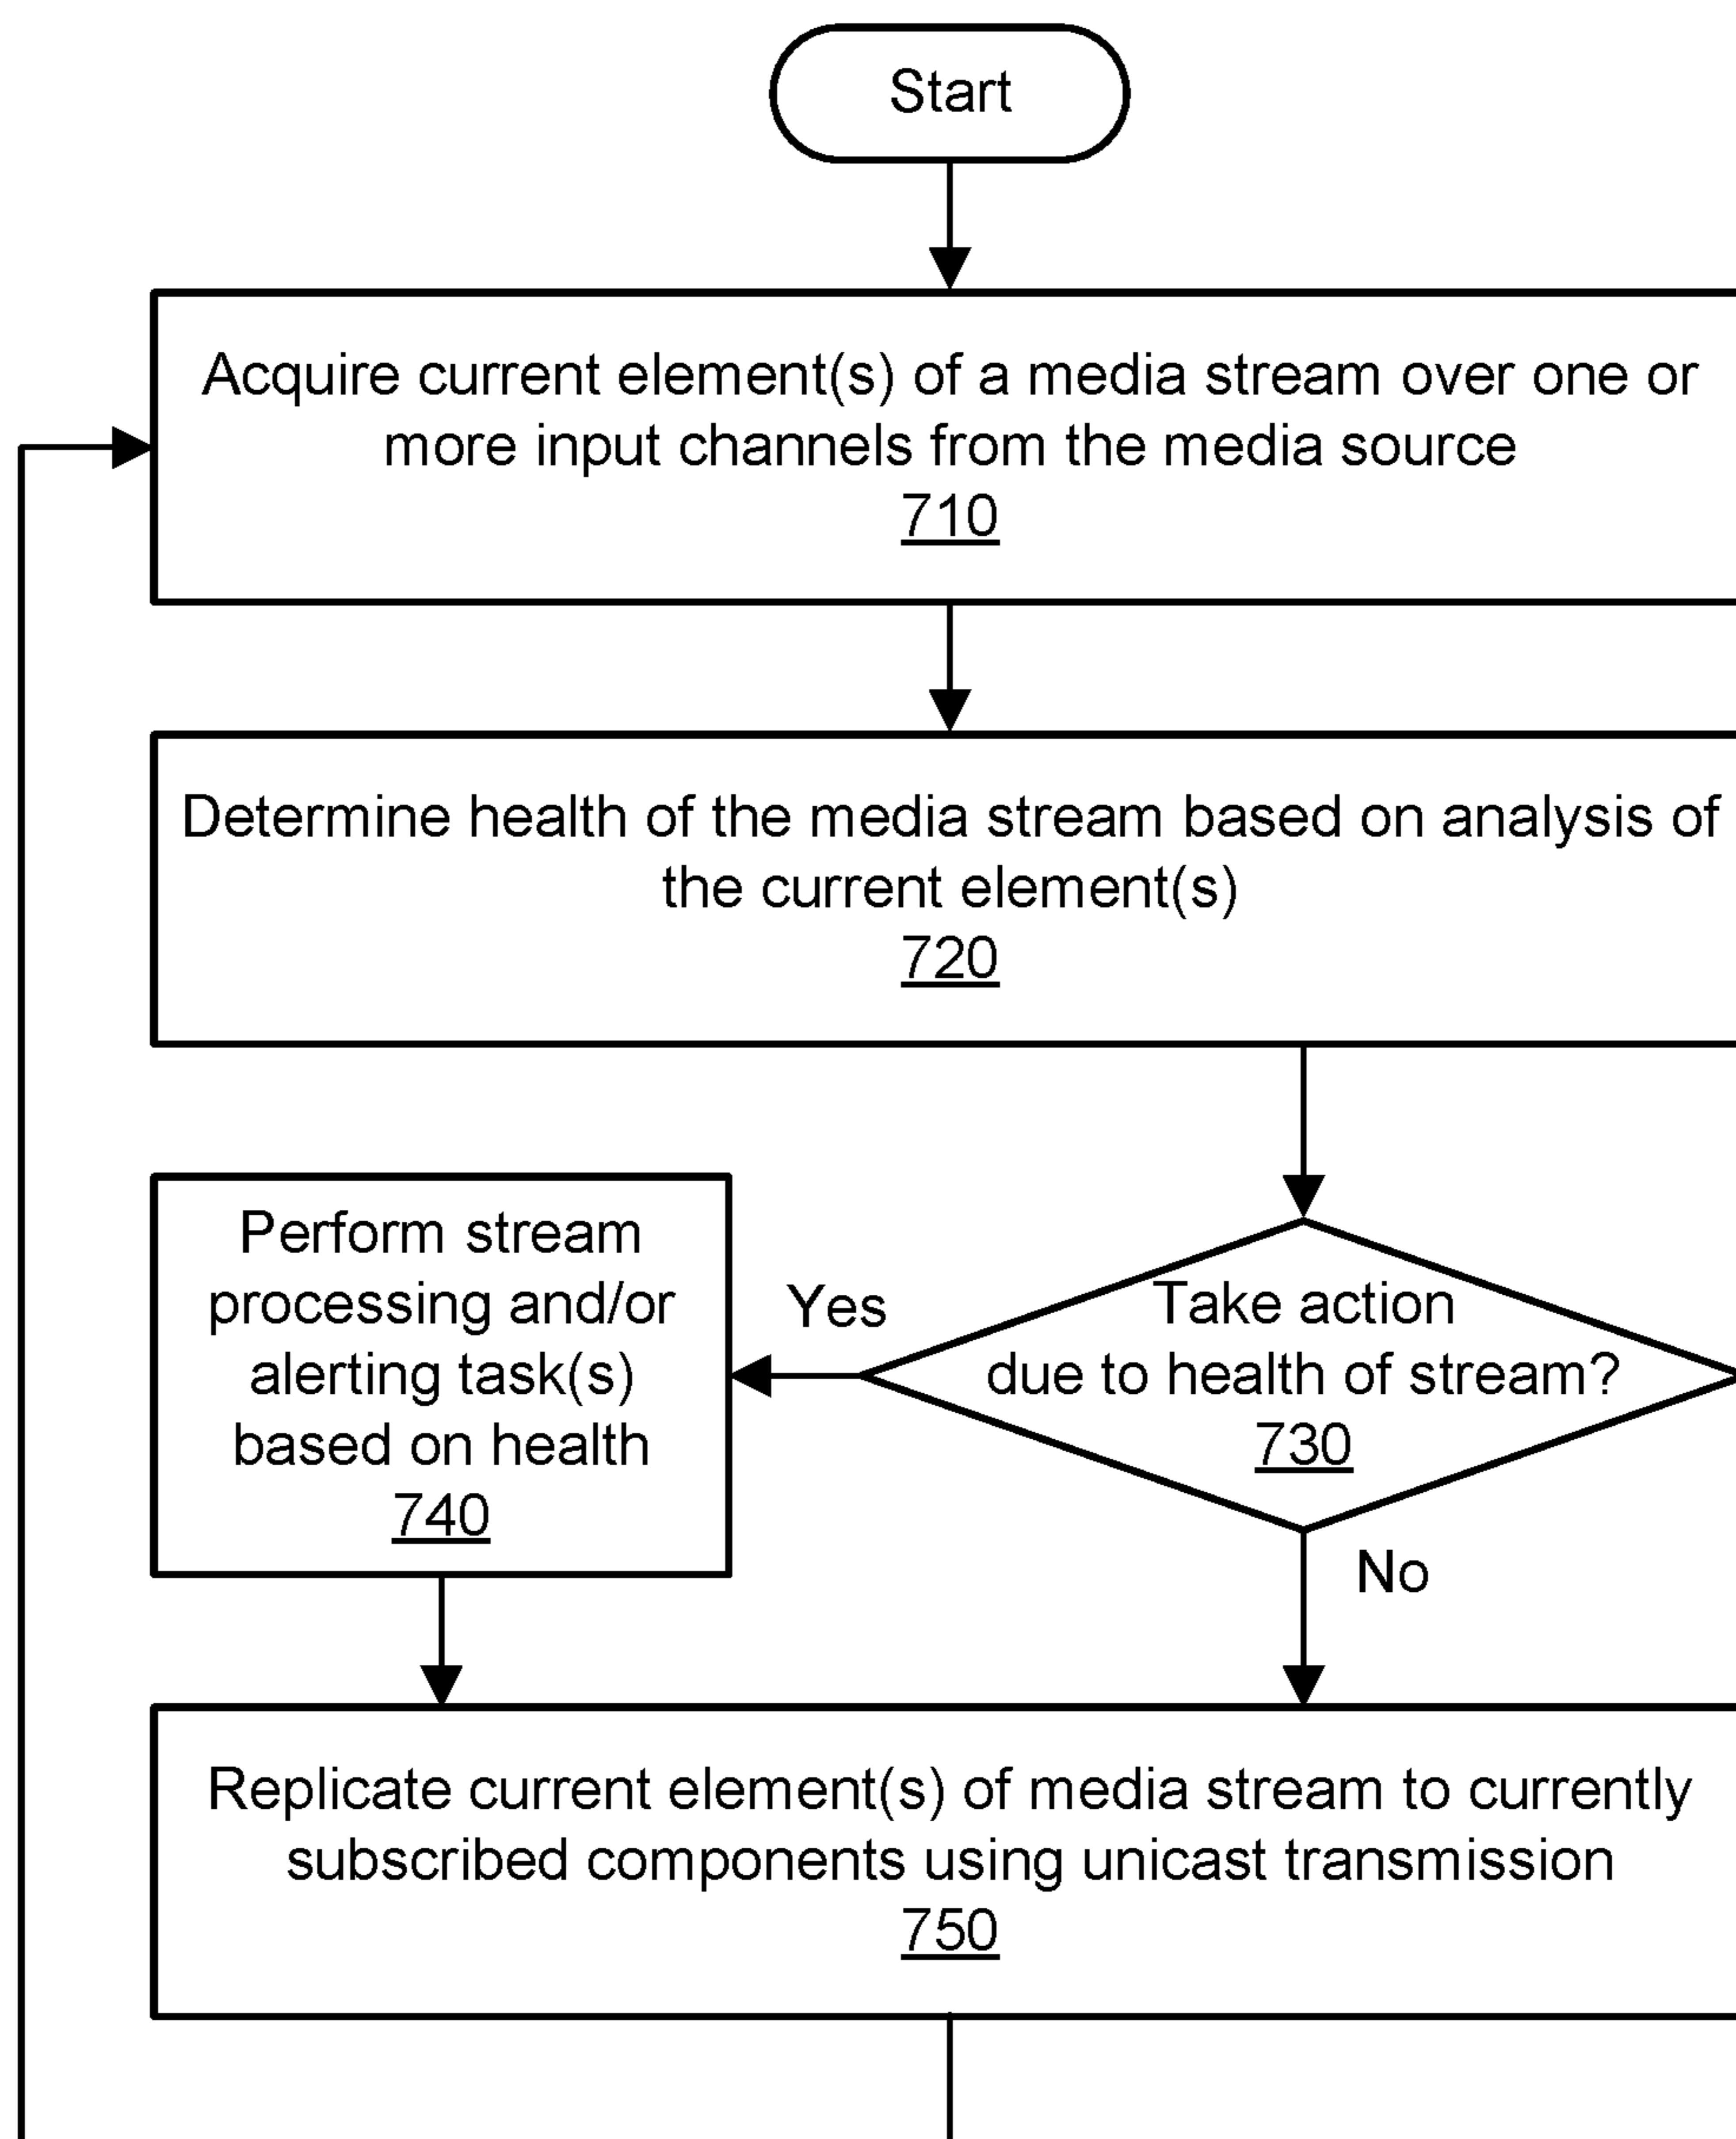 Start
Acquire current element(s) of a media stream over one or
more input channels from the media source
710
Determine health of the media stream based on analysis of
the current element(s)
720
Perform stream
processing and/or
alerting task(s)
based on health
740
Yes
Take action
due to health of stream?
730
No
Replicate current element(s) of media stream to currently
subscribed components using unicast transmission
750